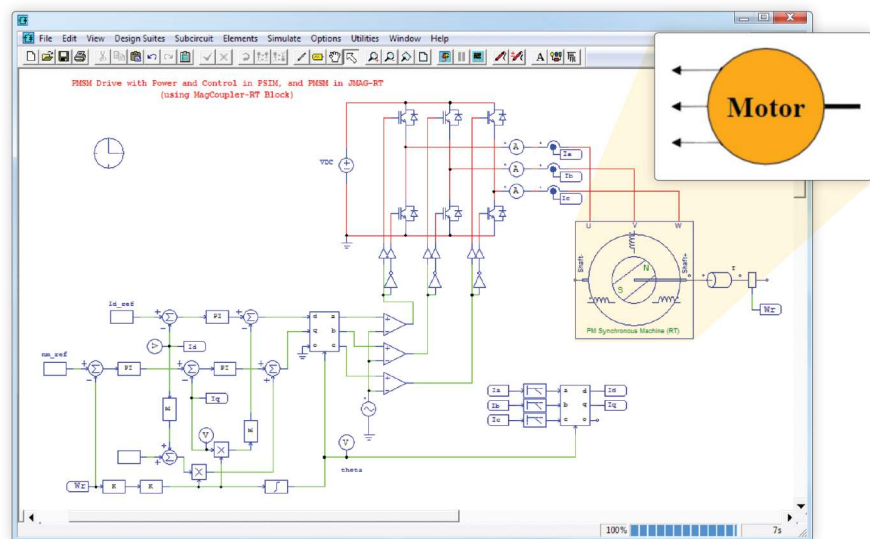 File Edit View Design Suites Subcircuit Elements Simulate Options Utilities Window Help
PMSM Drive with Power and Control in PSIM, and PMSM in JMAG-RT
(using MagCoupler-RT Block)
Motor
VDC
A
Ia
A
Ib
A
Ic
U V W
Shaft-
Shaft+
N
S
T
PM Synchronous Machine (RT)
Wr
Id_ref
PI
Id
nm_ref
PI
PI
Iq
d a
q b
o c
K
K
V
V
theta
Wr
K
K
Ia
Ib
Ic
a d
b q
c o
Id
Iq
100%
7s